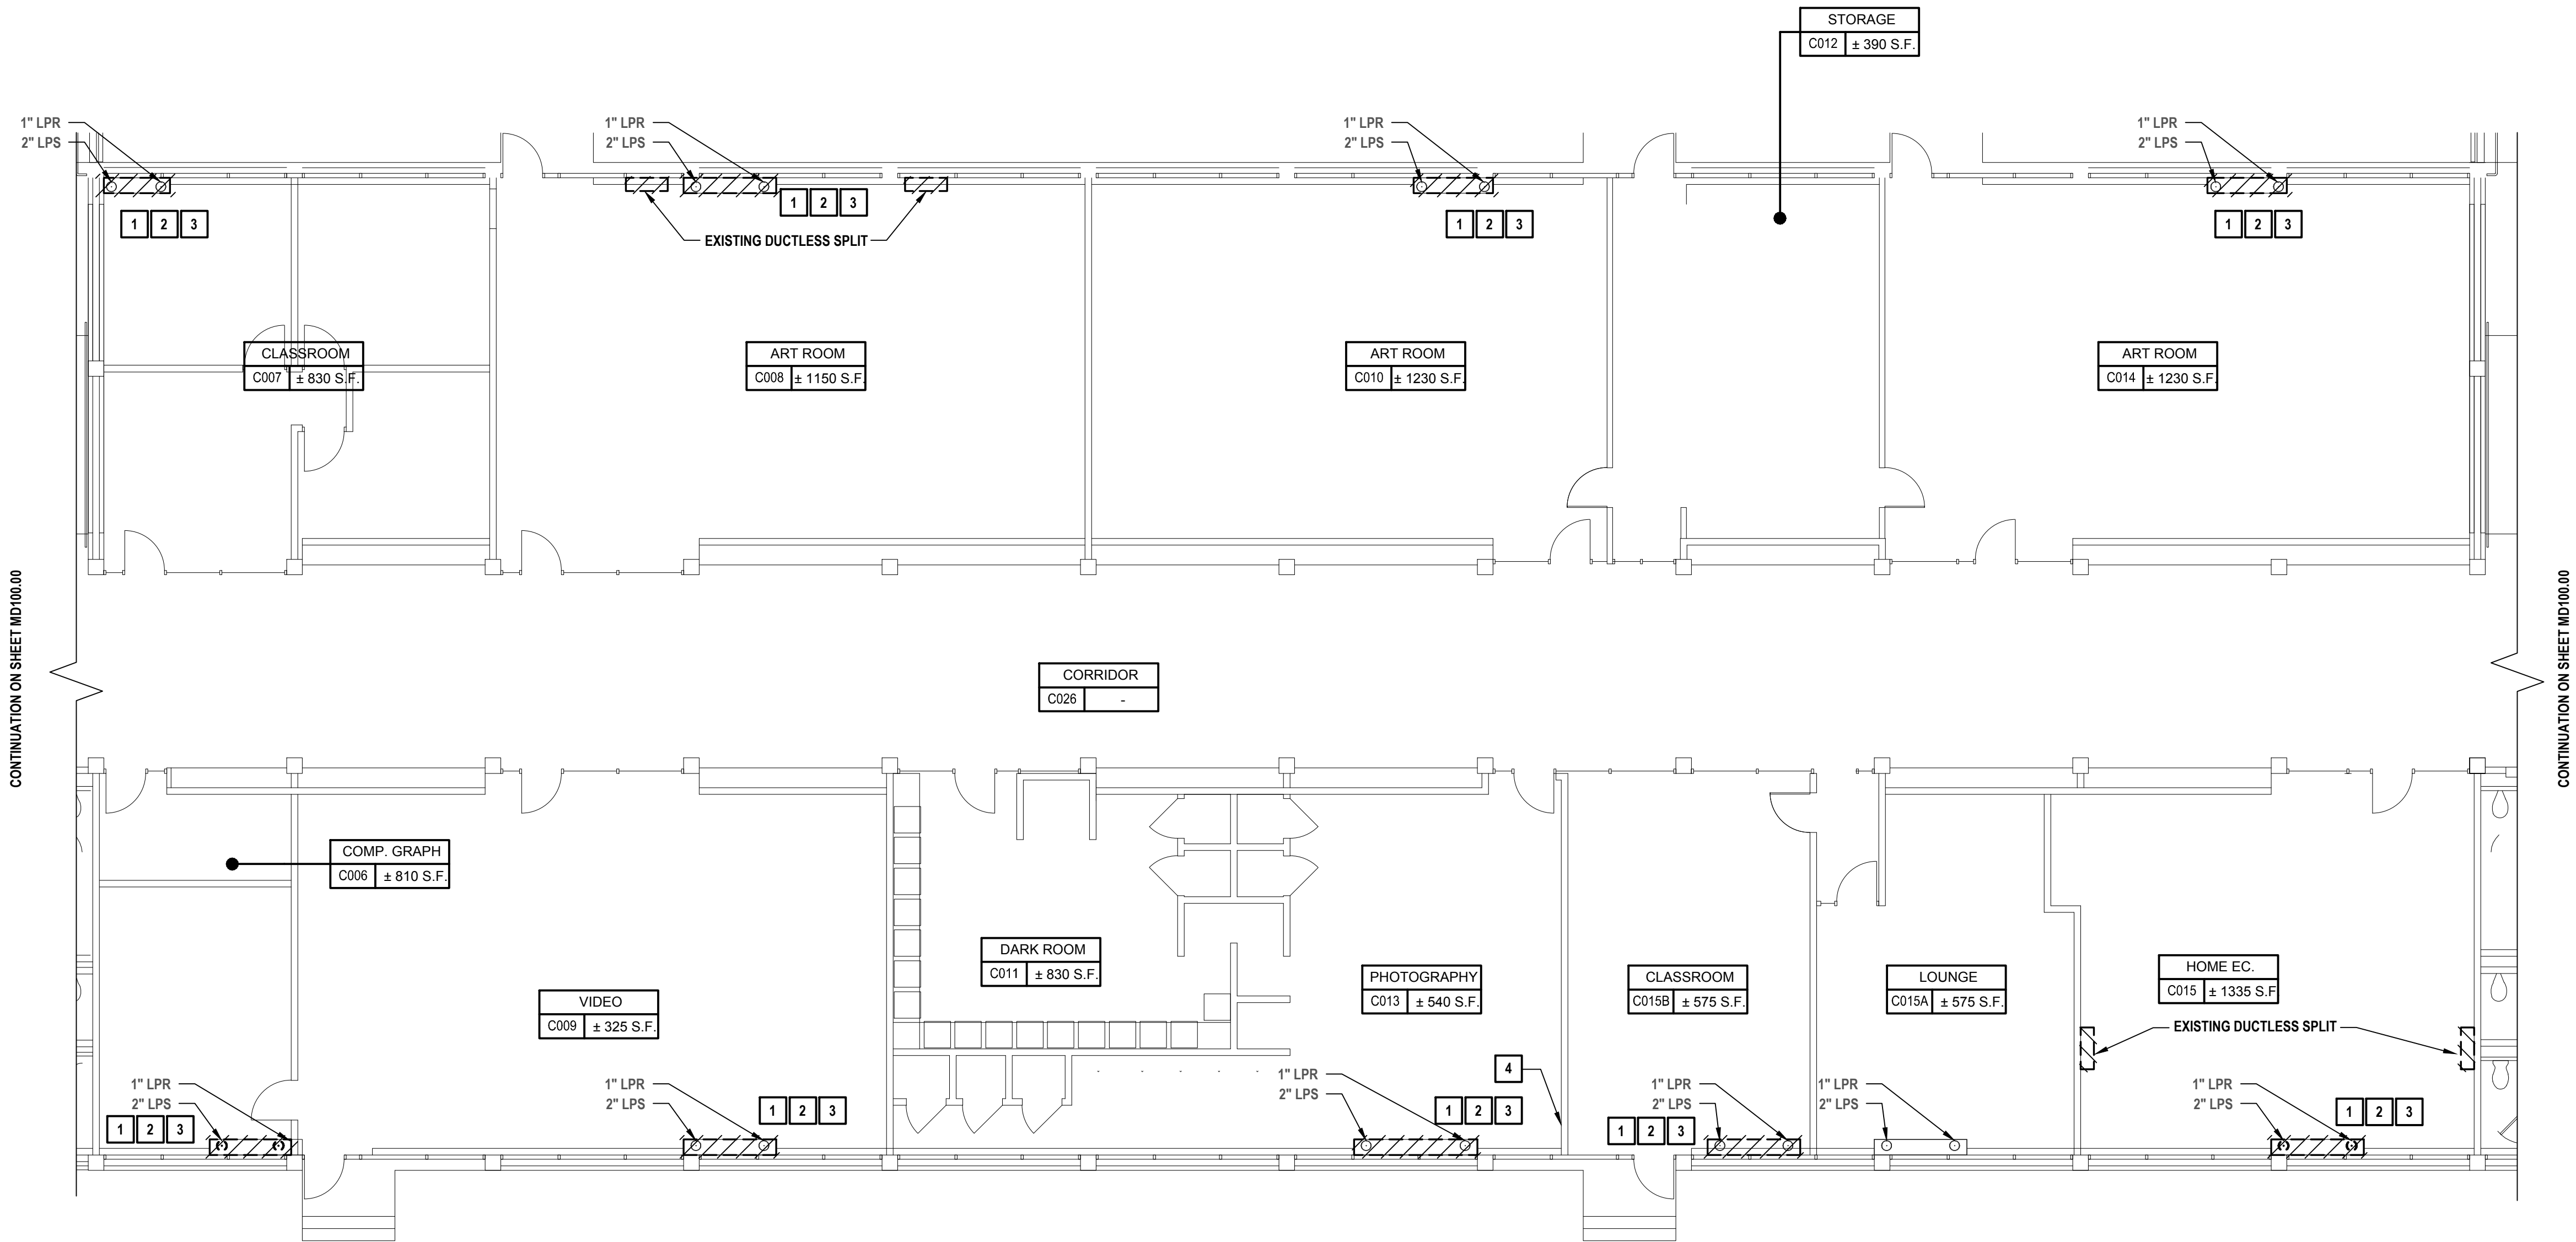 STORAGE
C012 ± 390 S.F.
1" LPR
2" LPS
1" LPR
2" LPS
1" LPR
2" LPS
1" LPR
2" LPS
1 2 3
1 2 3
1 2 3
1 2 3
EXISTING DUCTLESS SPLIT
CLASSROOM
C007 ± 830 S.F.
ART ROOM
C008 ± 1150 S.F.
ART ROOM
C010 ± 1230 S.F.
ART ROOM
C014 ± 1230 S.F.
CONTINUATION ON SHEET MD100.00
CONTINUATION ON SHEET MD100.00
CORRIDOR
C026 -
COMP. GRAPH
C006 ± 810 S.F.
DARK ROOM
C011 ± 830 S.F.
VIDEO
C009 ± 325 S.F.
PHOTOGRAPHY
C013 ± 540 S.F.
CLASSROOM
C015B ± 575 S.F.
LOUNGE
C015A ± 575 S.F.
HOME EC.
C015 ± 1335 S.F
EXISTING DUCTLESS SPLIT
4
1" LPR
2" LPS
1 2 3
1" LPR
2" LPS
1 2 3
1" LPR
2" LPS
1 2 3
1" LPR
2" LPS
1 2 3
1" LPR
2" LPS
1" LPR
2" LPS
1 2 3